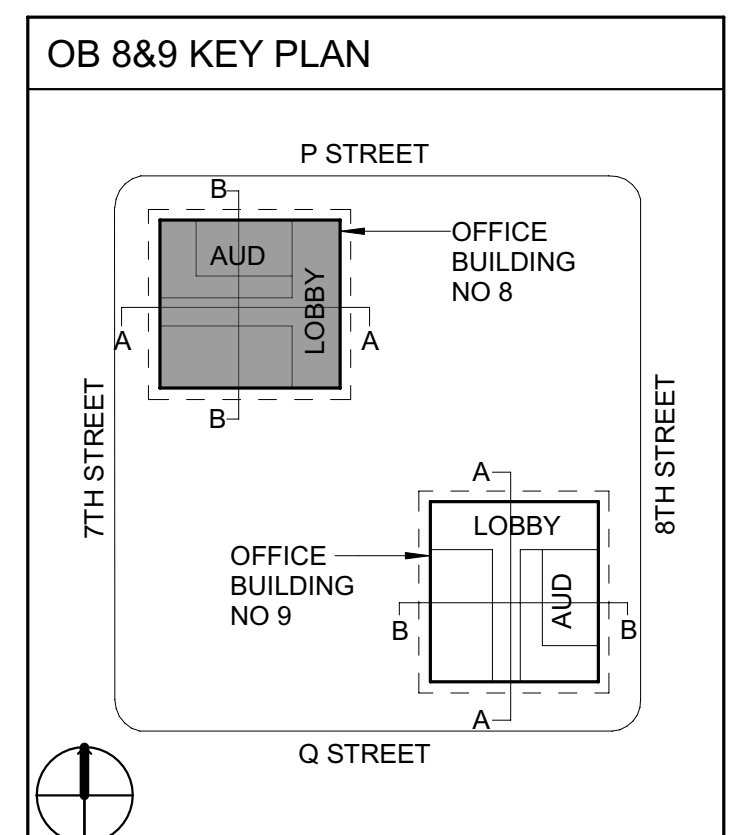 OB 8&9 KEY PLAN
P STREET
B
AUD
LOBBY
A
A
B
OFFICE
BUILDING
NO 8
7TH STREET
8TH STREET
A
LOBBY
AUD
B
B
A
OFFICE
BUILDING
NO 9
Q STREET